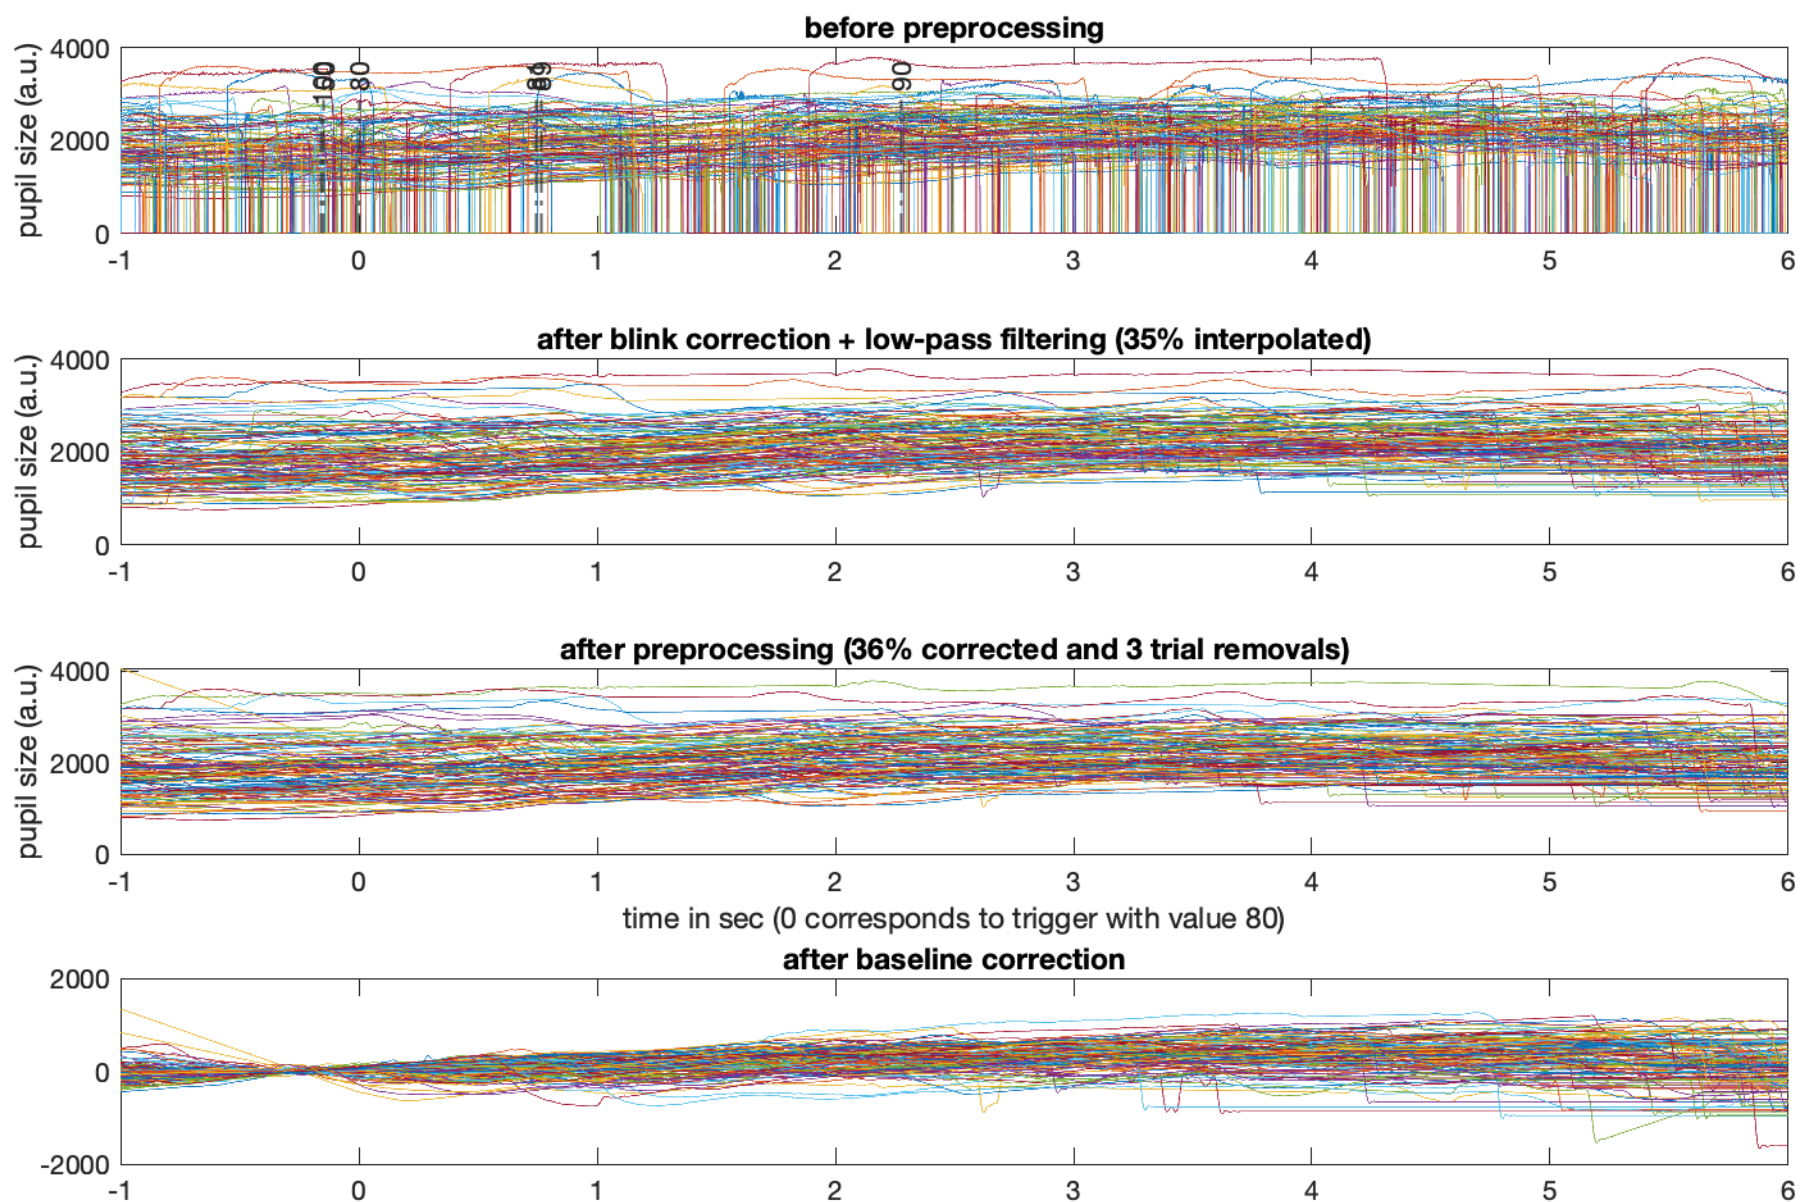 before preprocessing
pupil size (a.u.)
4000
2000
0
80
90
-1 0 1 2 3 4 5 6
after blink correction + low-pass filtering (35% interpolated)
pupil size (a.u.)
4000
2000
0
-1 0 1 2 3 4 5 6
after preprocessing (36% corrected and 3 trial removals)
pupil size (a.u.)
4000
2000
0
-1 0 1 2 3 4 5 6
time in sec (0 corresponds to trigger with value 80)
after baseline correction
2000
0
-2000
-1 0 1 2 3 4 5 6